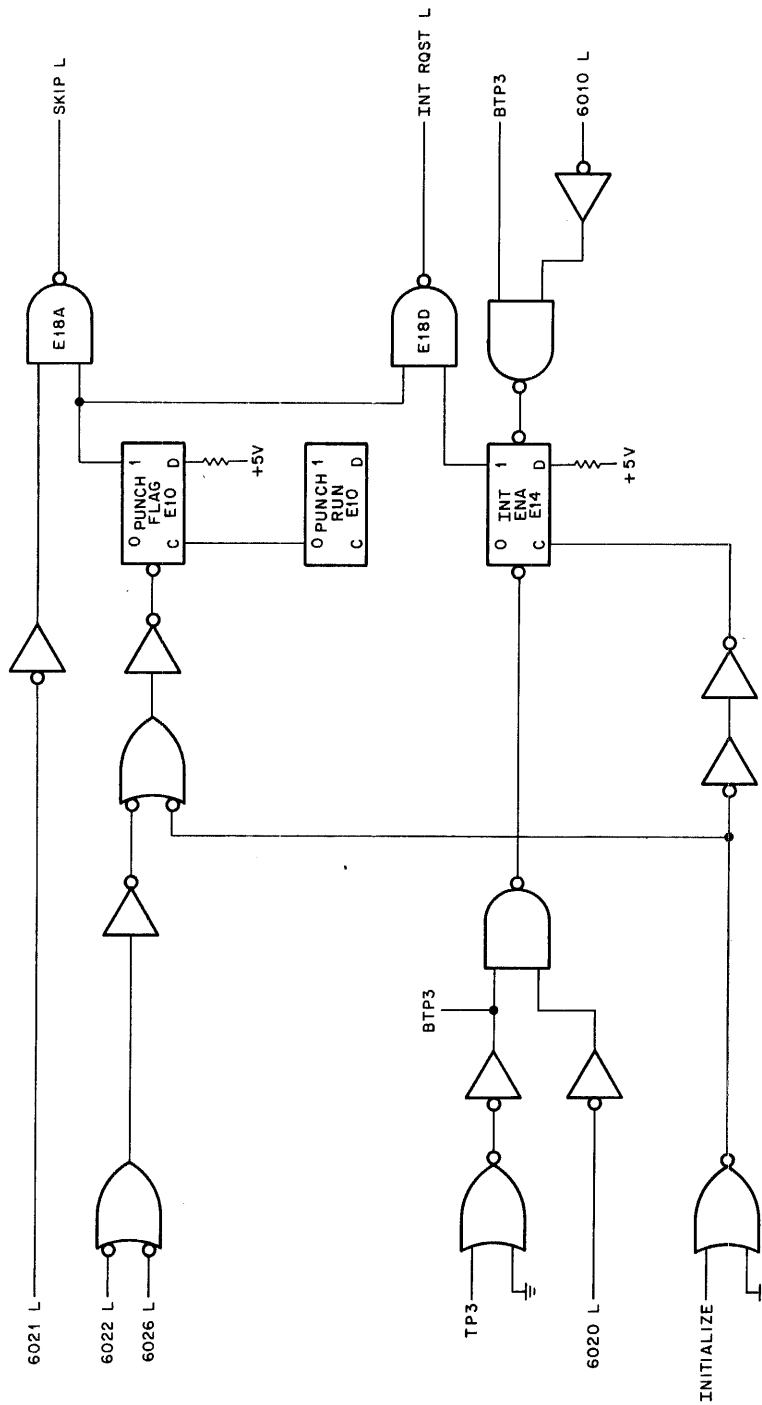 6021 L
SKIP L
E18A
6022 L
6026 L
0 1
PUNCH
FLAG
E10
C D
+5V
0 1
PUNCH
RUN
E10
C D
INT RQST L
E18D
BTP3
BTP3
6010 L
TP3
0 1
INT
ENA
E14
C D
+5V
6020 L
INITIALIZE